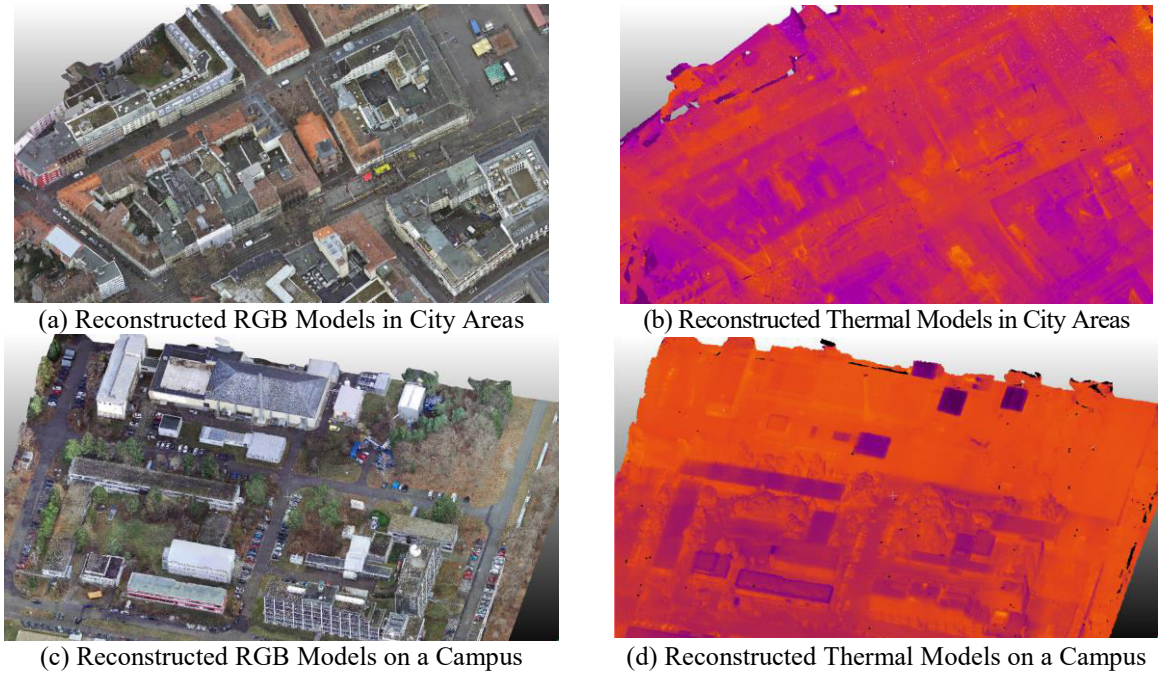 (a) Reconstructed RGB Models in City Areas
(b) Reconstructed Thermal Models in City Areas
(c) Reconstructed RGB Models on a Campus
(d) Reconstructed Thermal Models on a Campus